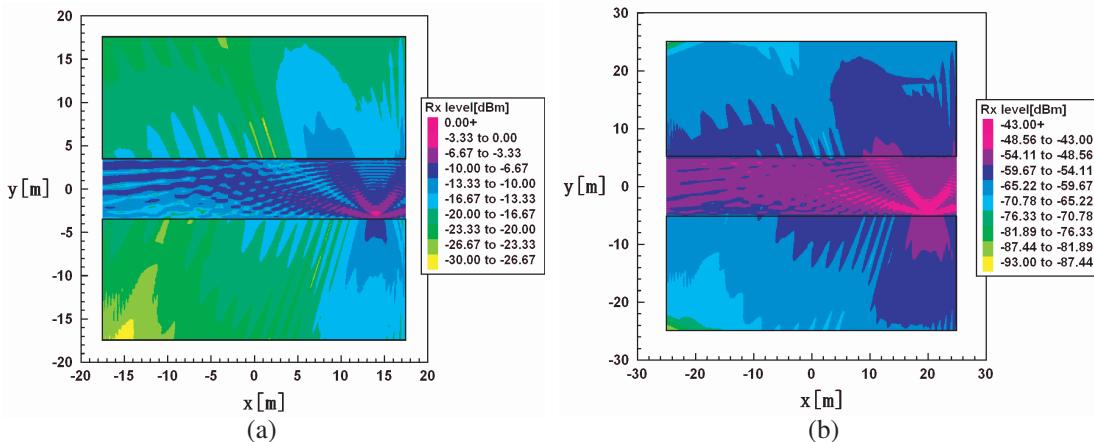 20
15
10
5
0
-5
-10
-15
-20
y[m]
-20 -15 -10 -5 0 5 10 15 20
x[m]
Rx level[dBm]
0.00+
-3.33 to 0.00
-6.67 to -3.33
-10.00 to -6.67
-13.33 to -10.00
-16.67 to -13.33
-20.00 to -16.67
-23.33 to -20.00
-26.67 to -23.33
-30.00 to -26.67
(a)
30
20
10
0
-10
-20
-30
y[m]
-30 -20 -10 0 10 20 30
x[m]
Rx level[dBm]
-43.00+
-48.56 to -43.00
-54.11 to -48.56
-59.67 to -54.11
-65.22 to -59.67
-70.78 to -65.22
-76.33 to -70.78
-81.89 to -76.33
-87.44 to -81.89
-93.00 to -87.44
(b)